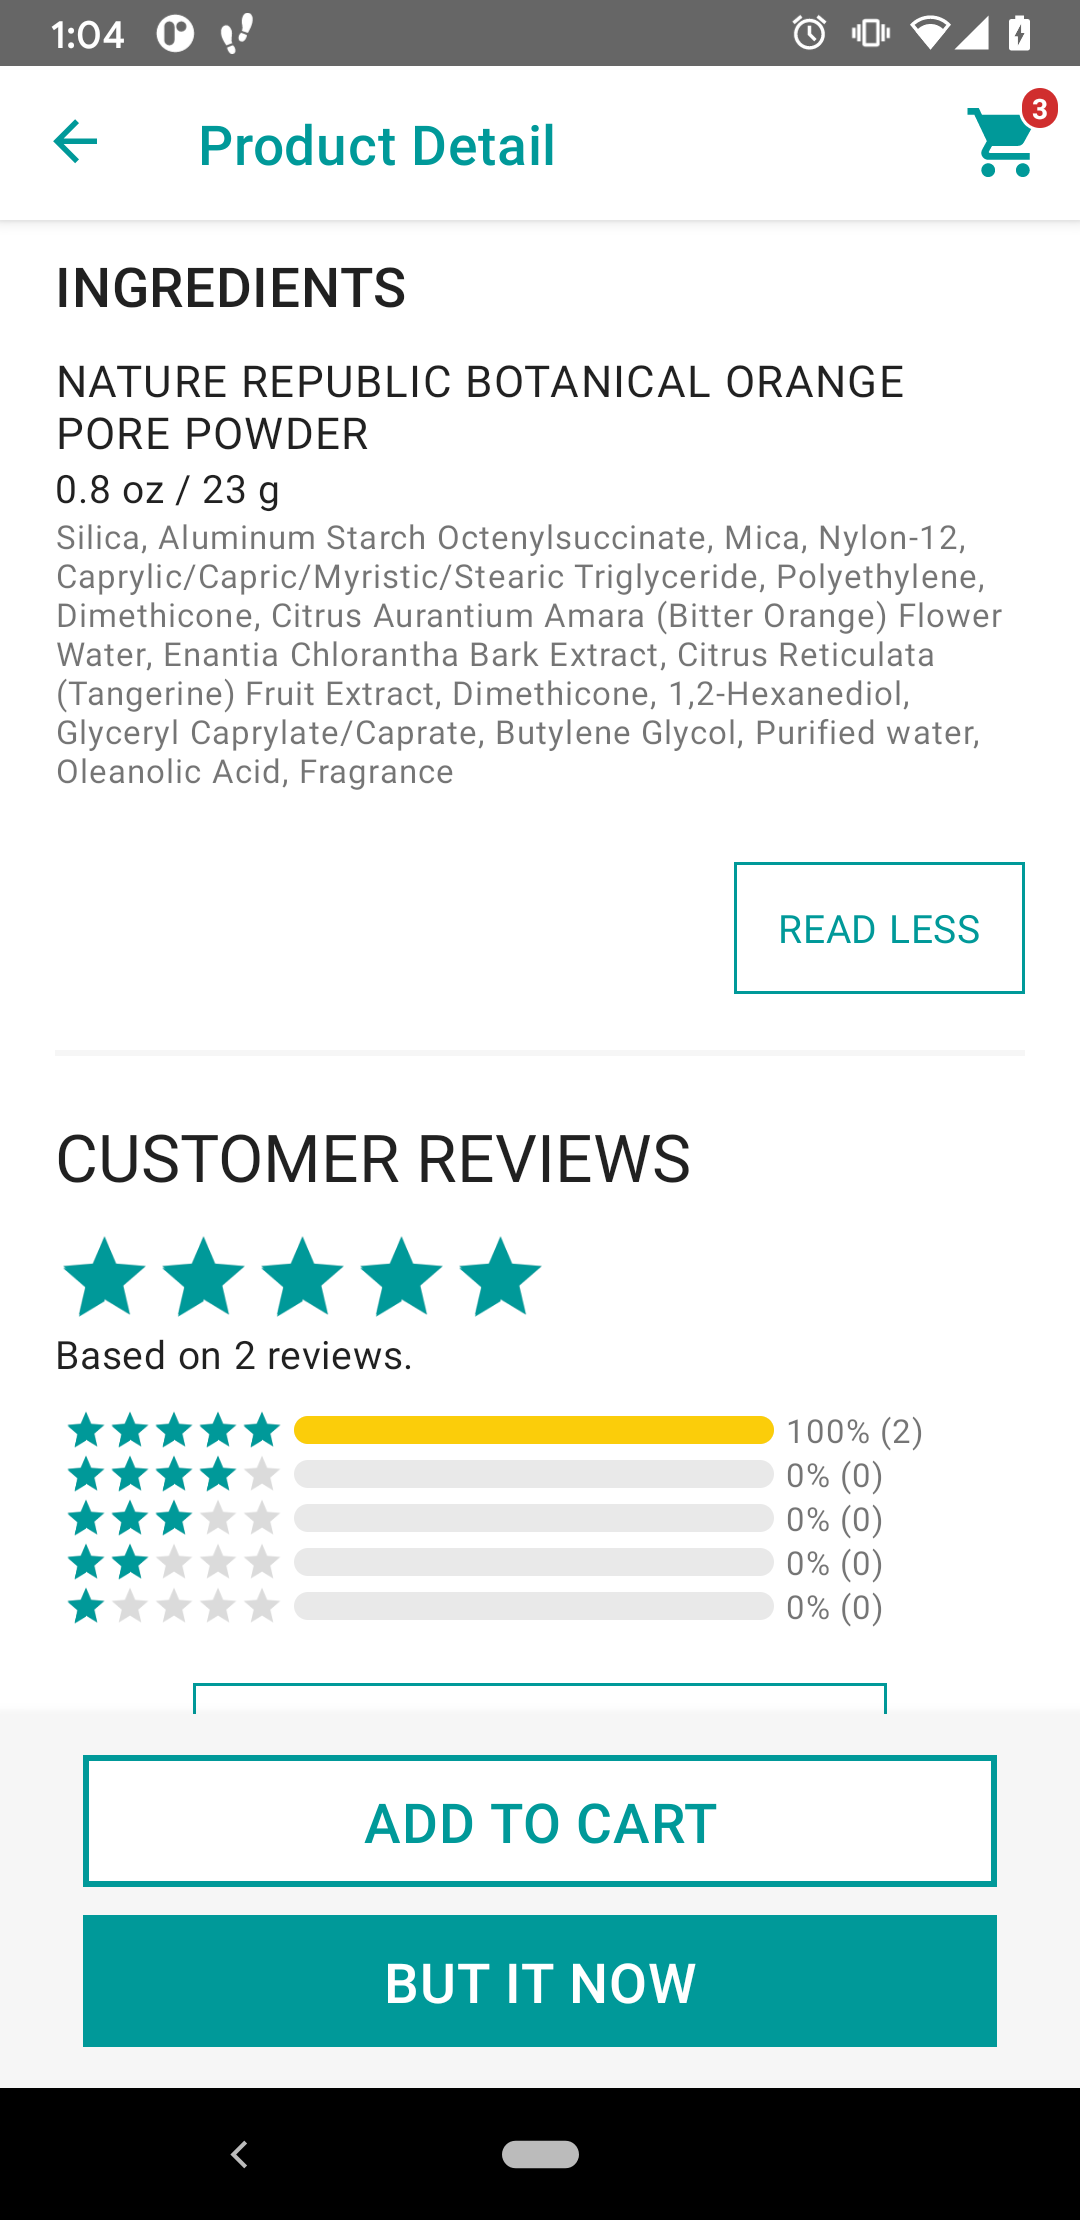 1:04
Product Detail
3
INGREDIENTS
NATURE REPUBLIC BOTANICAL ORANGE
PORE POWDER
0.8 oz / 23 g
Silica, Aluminum Starch Octenylsuccinate, Mica, Nylon-12,
Caprylic/Capric/Myristic/Stearic Triglyceride, Polyethylene,
Dimethicone, Citrus Aurantium Amara (Bitter Orange) Flower
Water, Enantia Chlorantha Bark Extract, Citrus Reticulata
(Tangerine) Fruit Extract, Dimethicone, 1,2-Hexanediol,
Glyceryl Caprylate/Caprate, Butylene Glycol, Purified water,
Oleanolic Acid, Fragrance
READ LESS
CUSTOMER REVIEWS
Based on 2 reviews.
100% (2)
0% (0)
0% (0)
0% (0)
0% (0)
ADD TO CART
BUT IT NOW